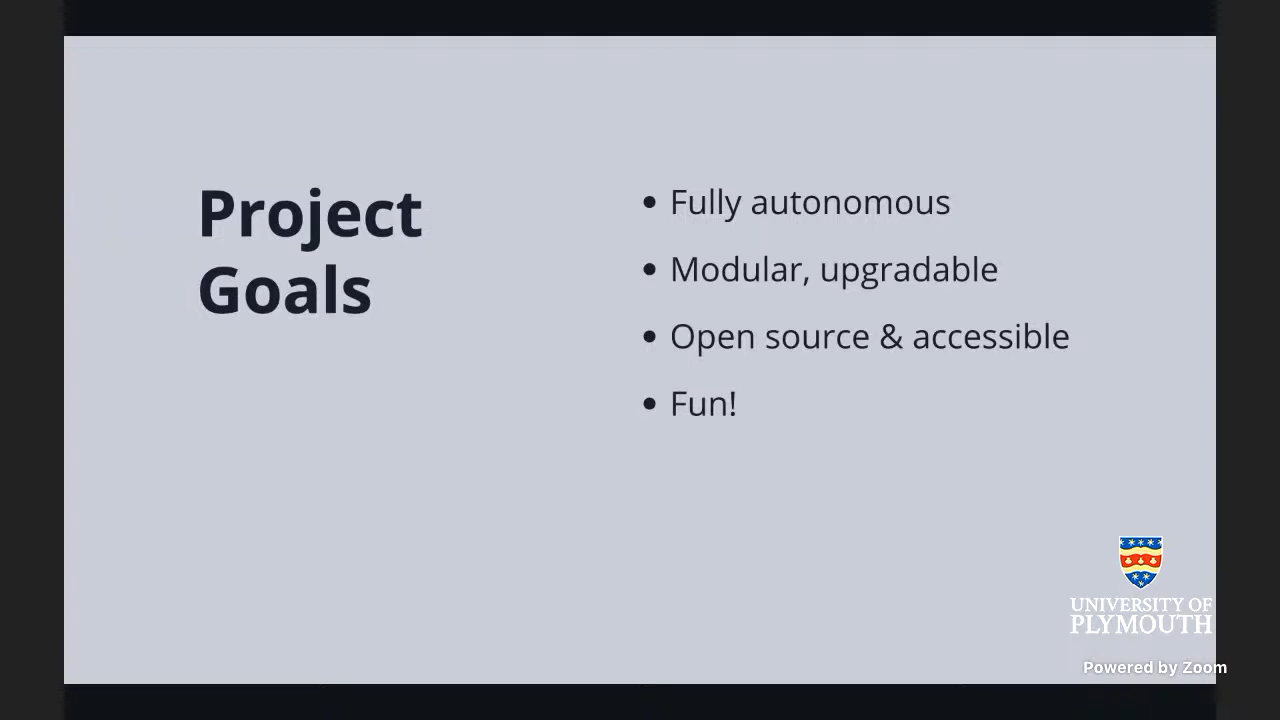 Project
Goals
• Fully autonomous
• Modular, upgradable
• Open source & accessible
• Fun!
UNIVERSITY OF
PLYMOUTH
Powered by Zoom